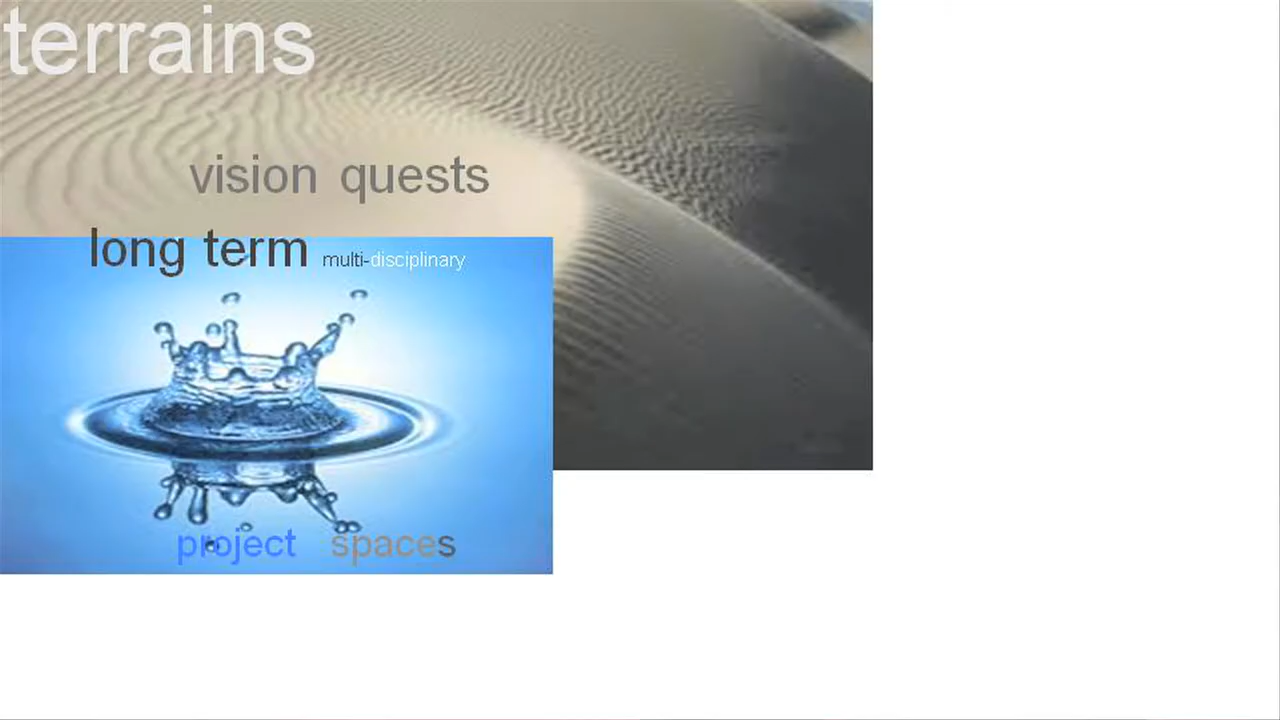 terrains
vision quests
long term multi-disciplinary
project spaces